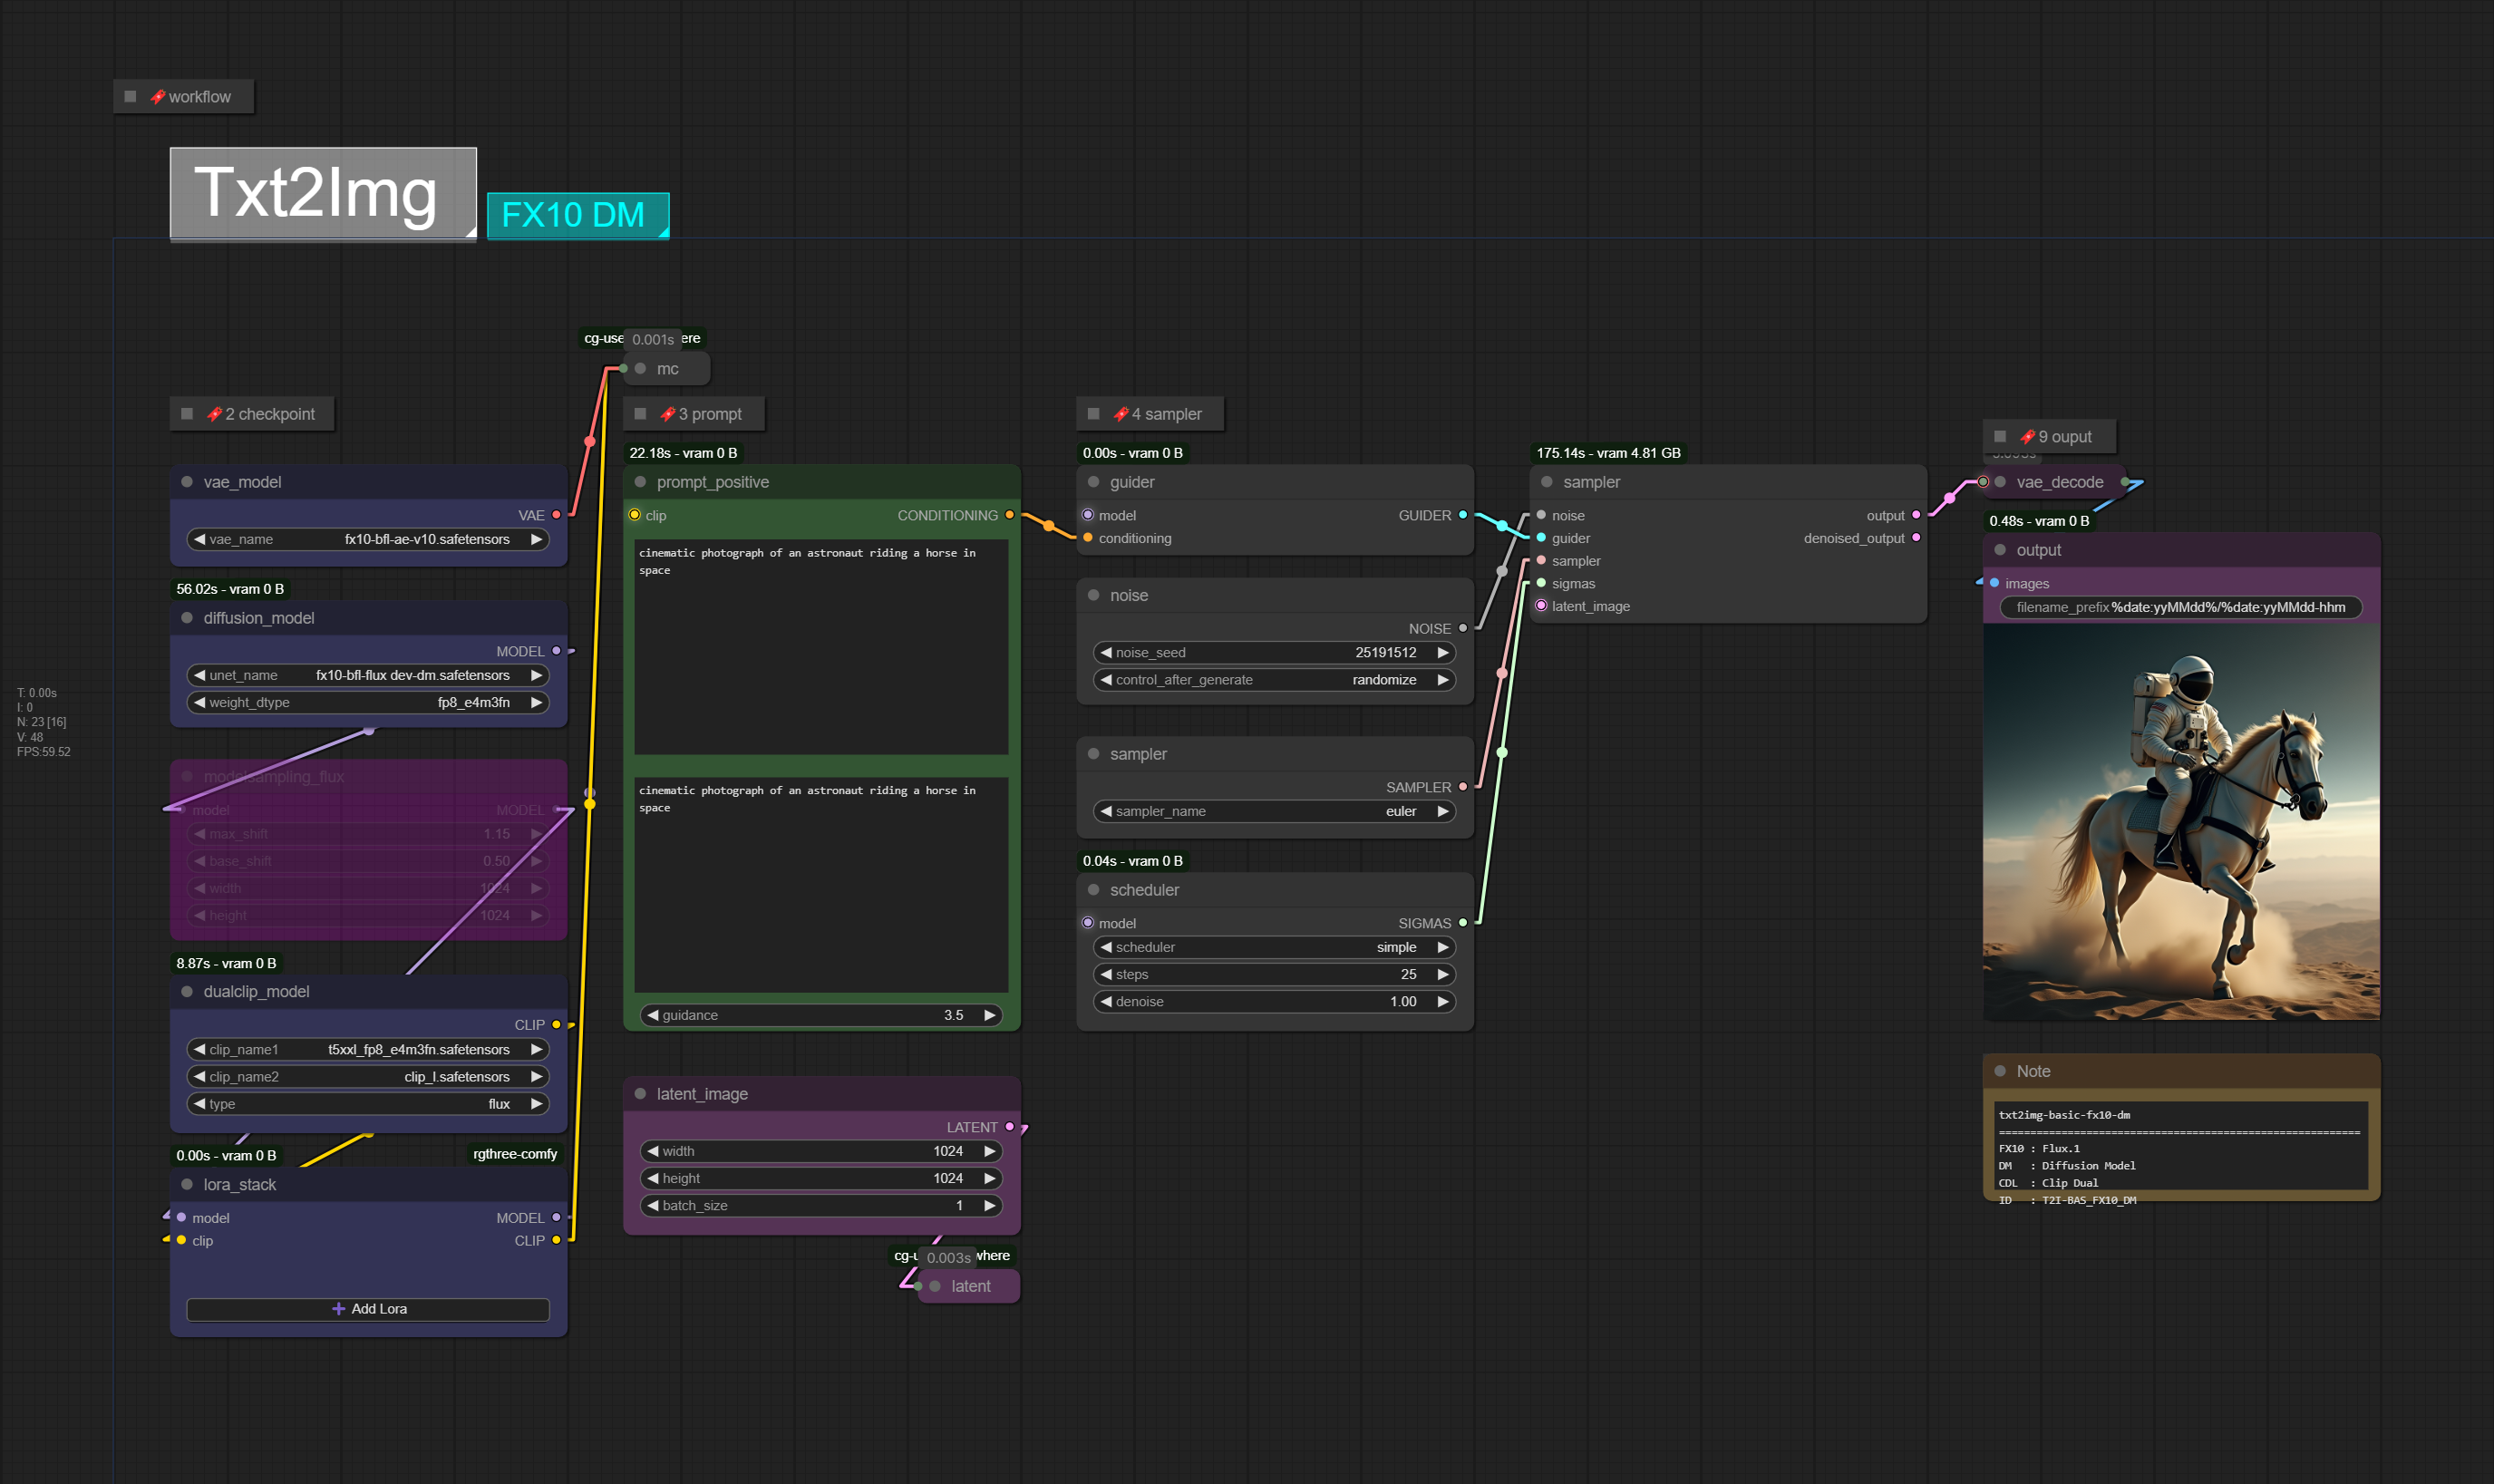 workflow
Txt2Img
FX10 DM
cg-use
0.001s
ere
mc
2 checkpoint
3 prompt
4 sampler
9 ouput
vae_model
VAE
vae_name fx10-bfl-ae-v10.safetensors
56.02s - vram 0 B
diffusion_model
MODEL
unet_name fx10-bfl-flux dev-dm.safetensors
weight_dtype fp8_e4m3fn
T: 0.00s
I: 0
N: 23 [16]
V: 48
FPS:59.52
modelsampling_flux
model MODEL
max_shift 1.15
base_shift 0.50
width 1024
height 1024
8.87s - vram 0 B
dualclip_model
CLIP
clip_name1 t5xxl_fp8_e4m3fn.safetensors
clip_name2 clip_l.safetensors
type flux
0.00s - vram 0 B
rgthree-comfy
lora_stack
model MODEL
clip CLIP
Add Lora
22.18s - vram 0 B
prompt_positive
clip CONDITIONING
cinematic photograph of an astronaut riding a horse in
space
cinematic photograph of an astronaut riding a horse in
space
guidance 3.5
latent_image
LATENT
width 1024
height 1024
batch_size 1
0.003s
where
latent
0.00s - vram 0 B
guider
model GUIDER
conditioning
noise
NOISE
noise_seed 25191512
control_after_generate randomize
sampler
SAMPLER
sampler_name euler
0.04s - vram 0 B
scheduler
model SIGMAS
scheduler simple
steps 25
denoise 1.00
175.14s - vram 4.81 GB
sampler
noise output
guider denoised_output
sampler
sigmas
latent_image
vae_decode
0.48s - vram 0 B
output
images
filename_prefix %date:yyMMdd%/%date:yyMMdd-hhm
Note
txt2img-basic-fx10-dm
=========================================================
FX10 : Flux.1
DM : Diffusion Model
CDL : Clip Dual
ID : T2I-BAS_FX10_DM